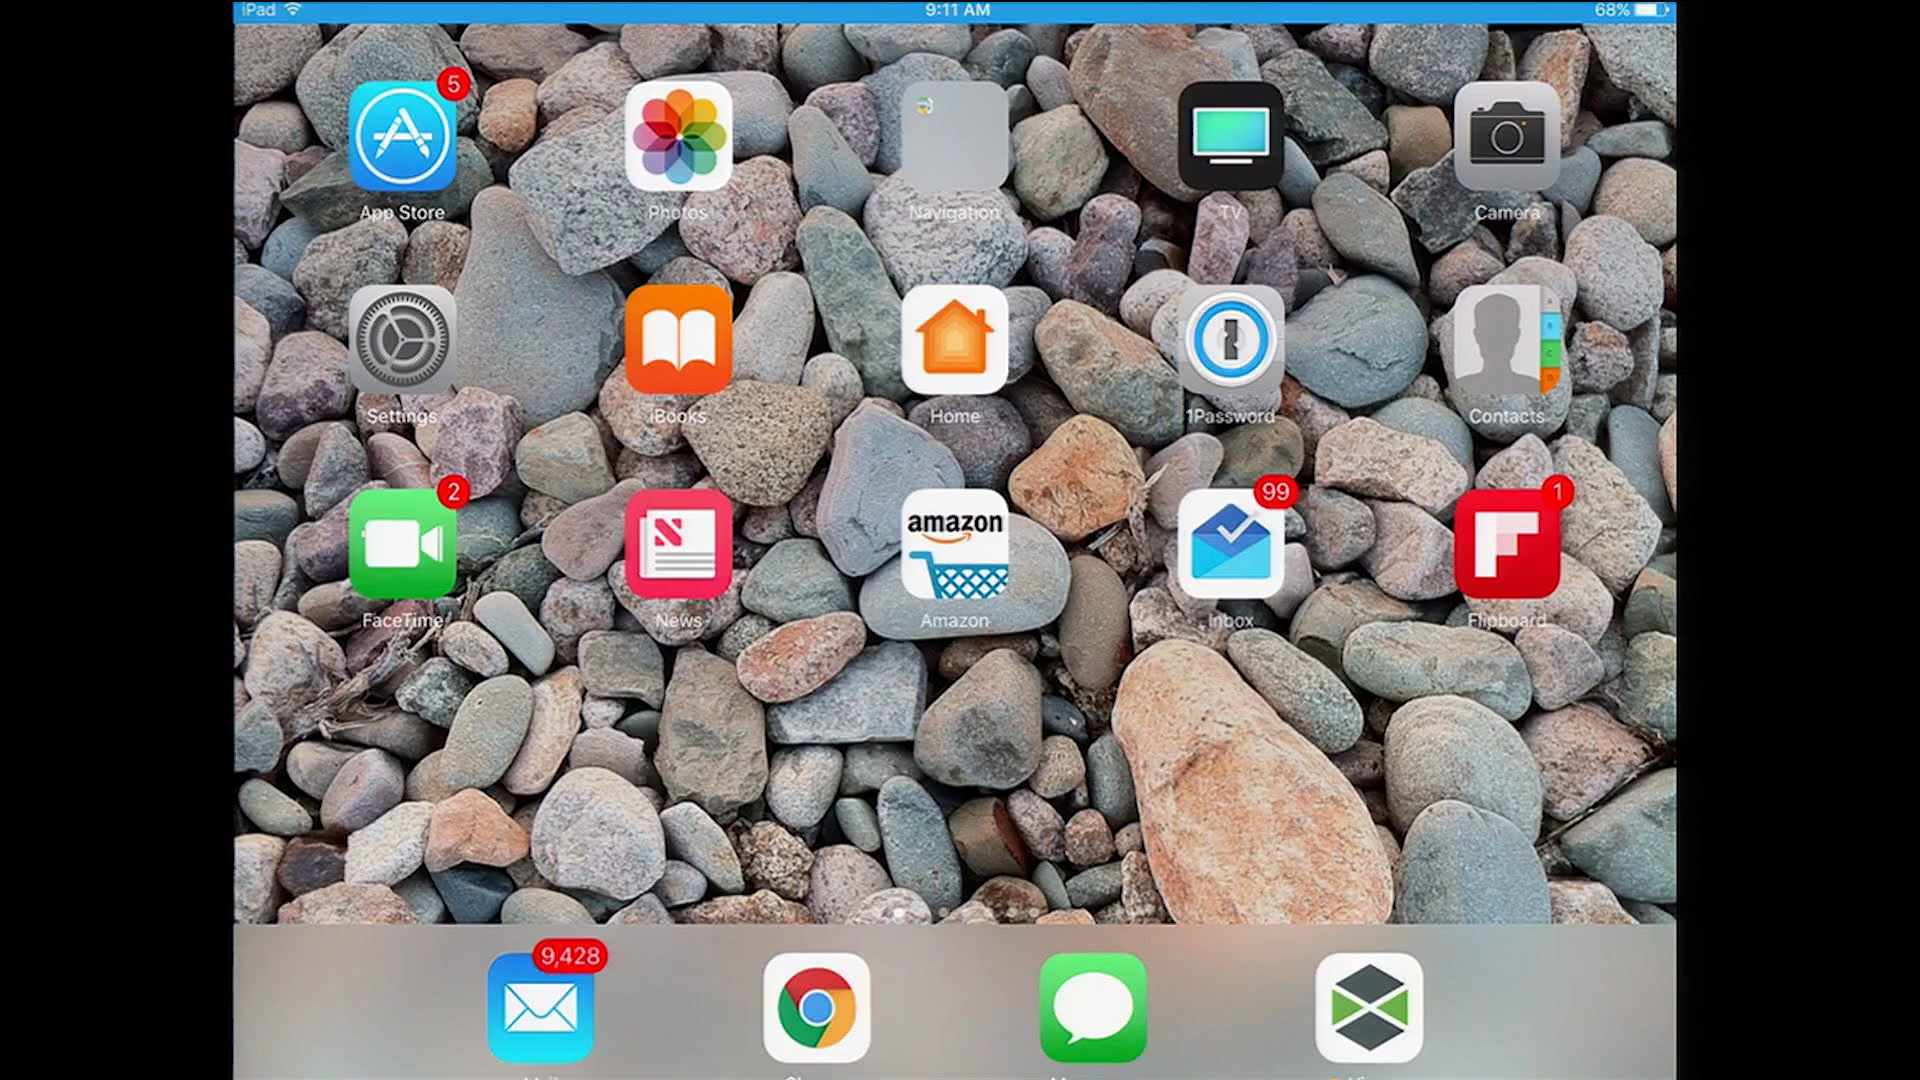 iPad 9:11 AM 68%
5
App Store Photos Navigation TV Camera
Settings iBooks Home 1Password Contacts
2 99 1
amazon
FaceTime News Amazon Inbox Flipboard
9,428